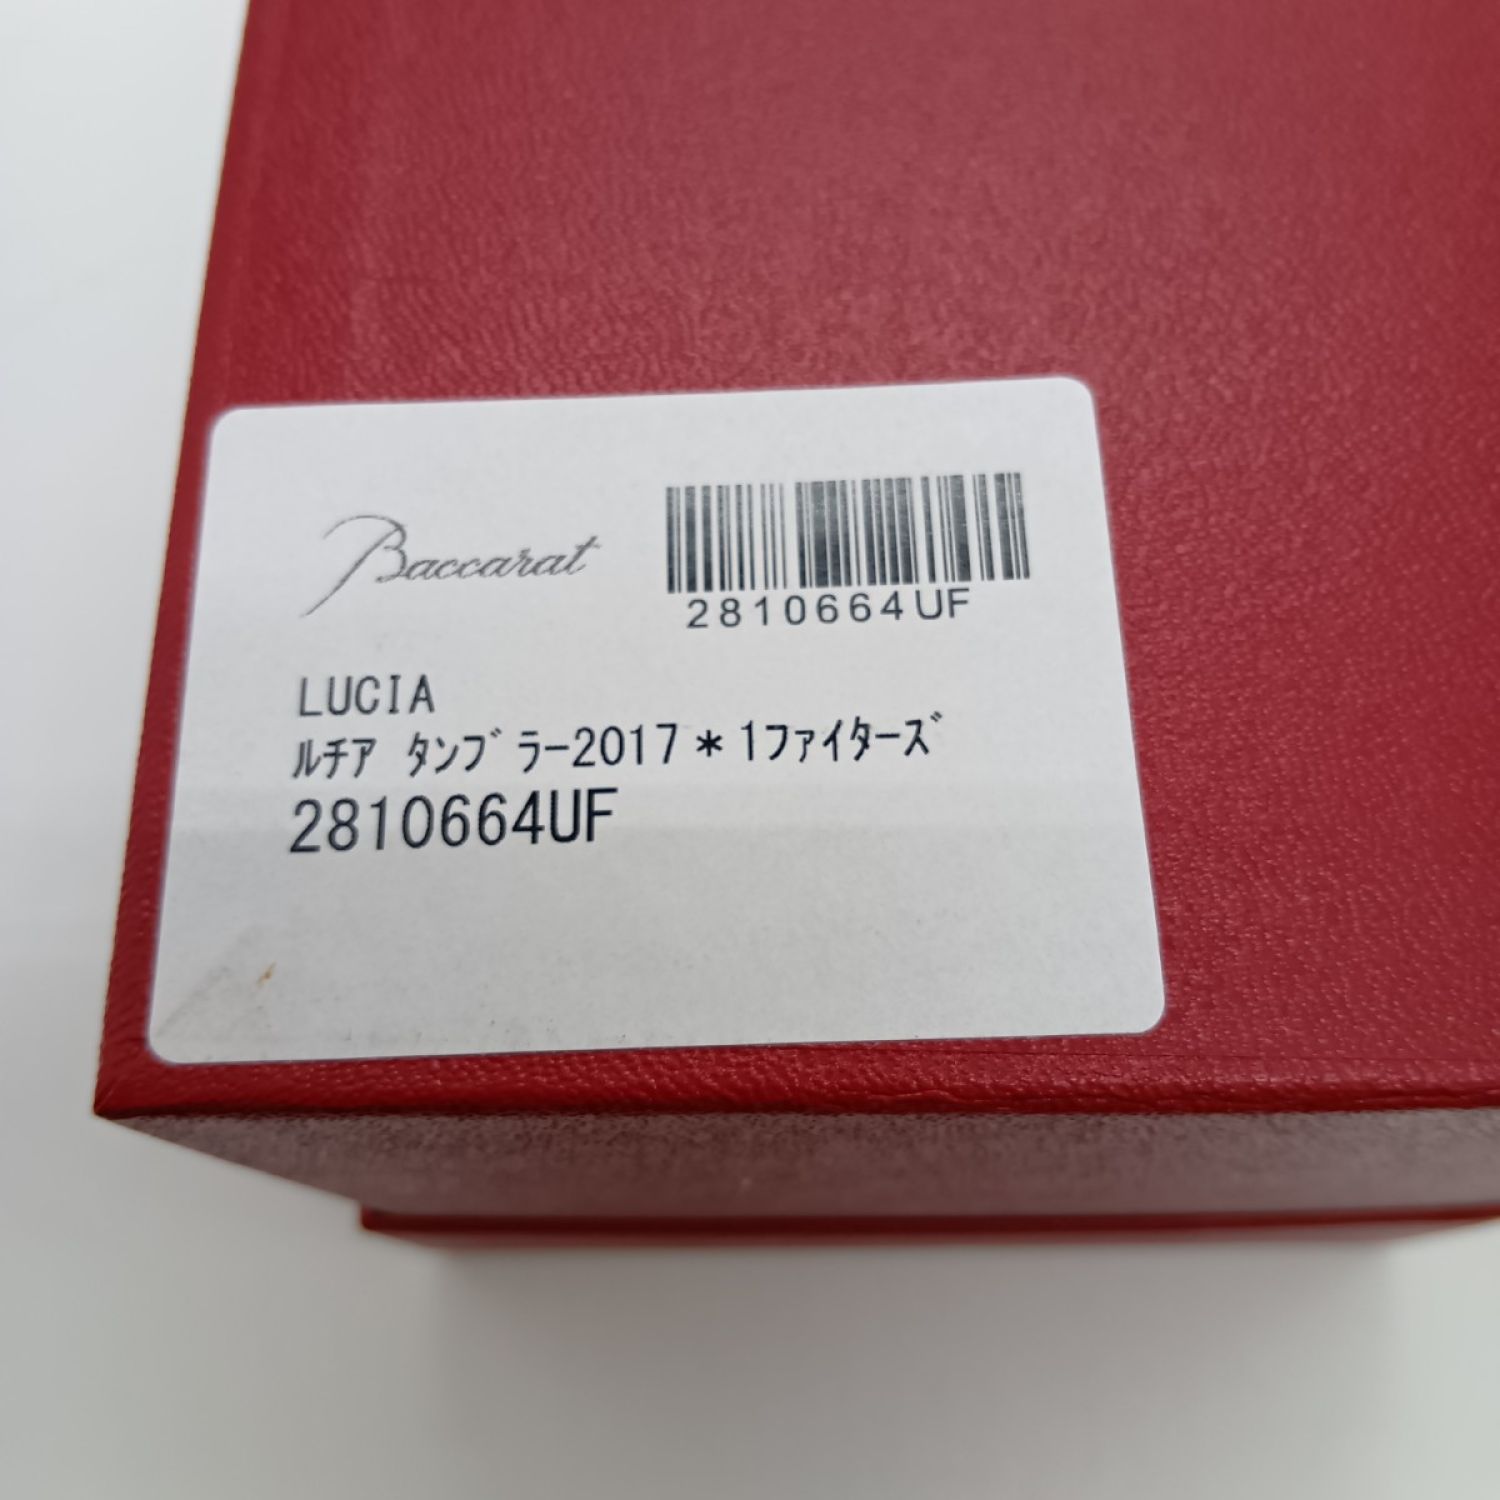 Baccarat
2810664UF
LUCIA
ﾙﾁｱ ﾀﾝﾌﾞﾗｰ2017＊1ﾌｧｲﾀｰｽﾞ
2810664UF